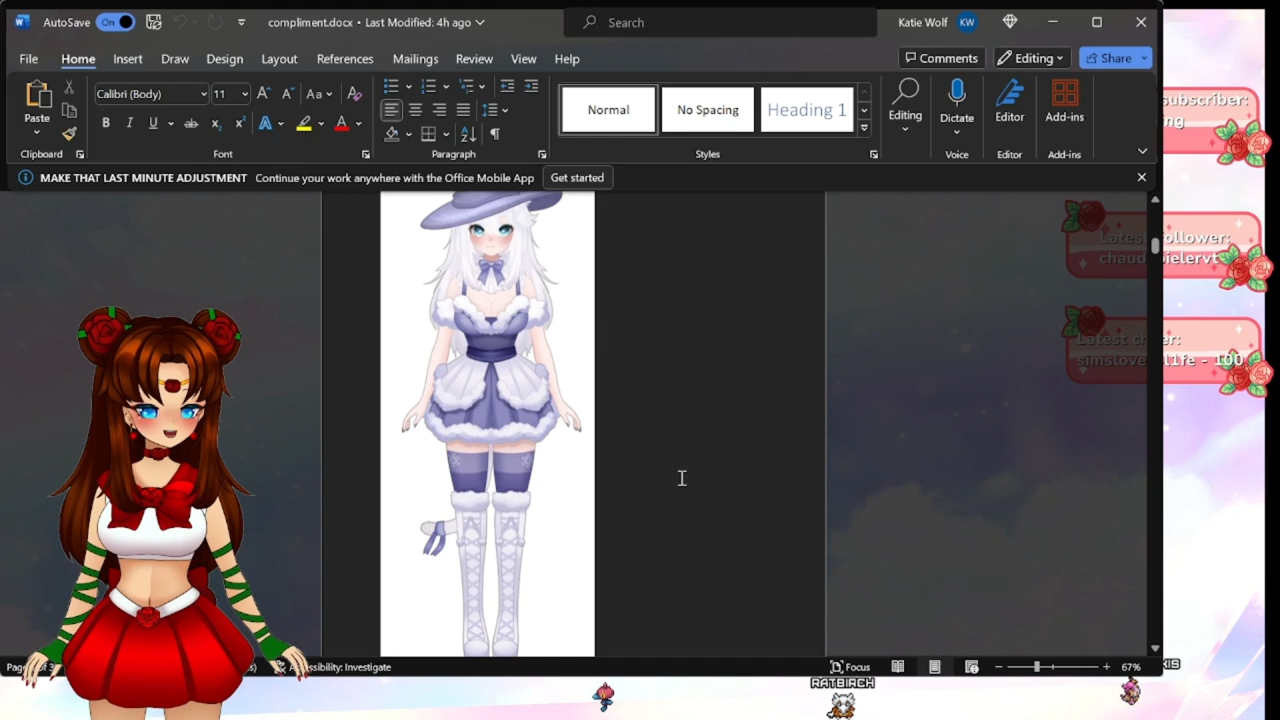 AutoSave On compliment.docx • Last Modified: 4h ago Search Katie Wolf KW
File Home Insert Draw Design Layout References Mailings Review View Help Comments Editing Share
Paste Calibri (Body) 11 Normal No Spacing Heading 1 Editing Dictate Editor Add-ins
Clipboard Font Paragraph Styles Voice Editor Add-ins
MAKE THAT LAST MINUTE ADJUSTMENT Continue your work anywhere with the Office Mobile App Get started
Latest follower:
Latest cheer:
Accessibility: Investigate Focus 67%
RATBIRCH